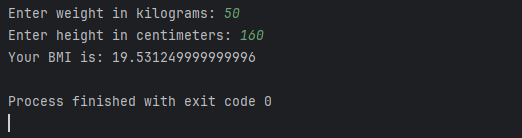 Enter weight in kilograms: 50
Enter height in centimeters: 160
Your BMI is: 19.531249999999996
Process finished with exit code 0